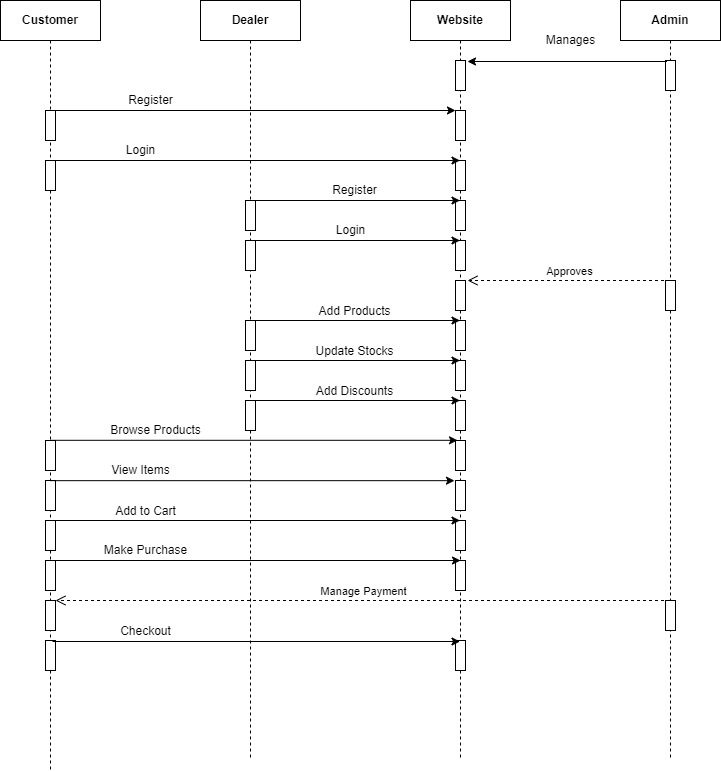 Customer
Dealer
Website
Admin
Manages
Register
Login
Register
Login
Approves
Add Products
Update Stocks
Add Discounts
Browse Products
View Items
Add to Cart
Make Purchase
Manage Payment
Checkout